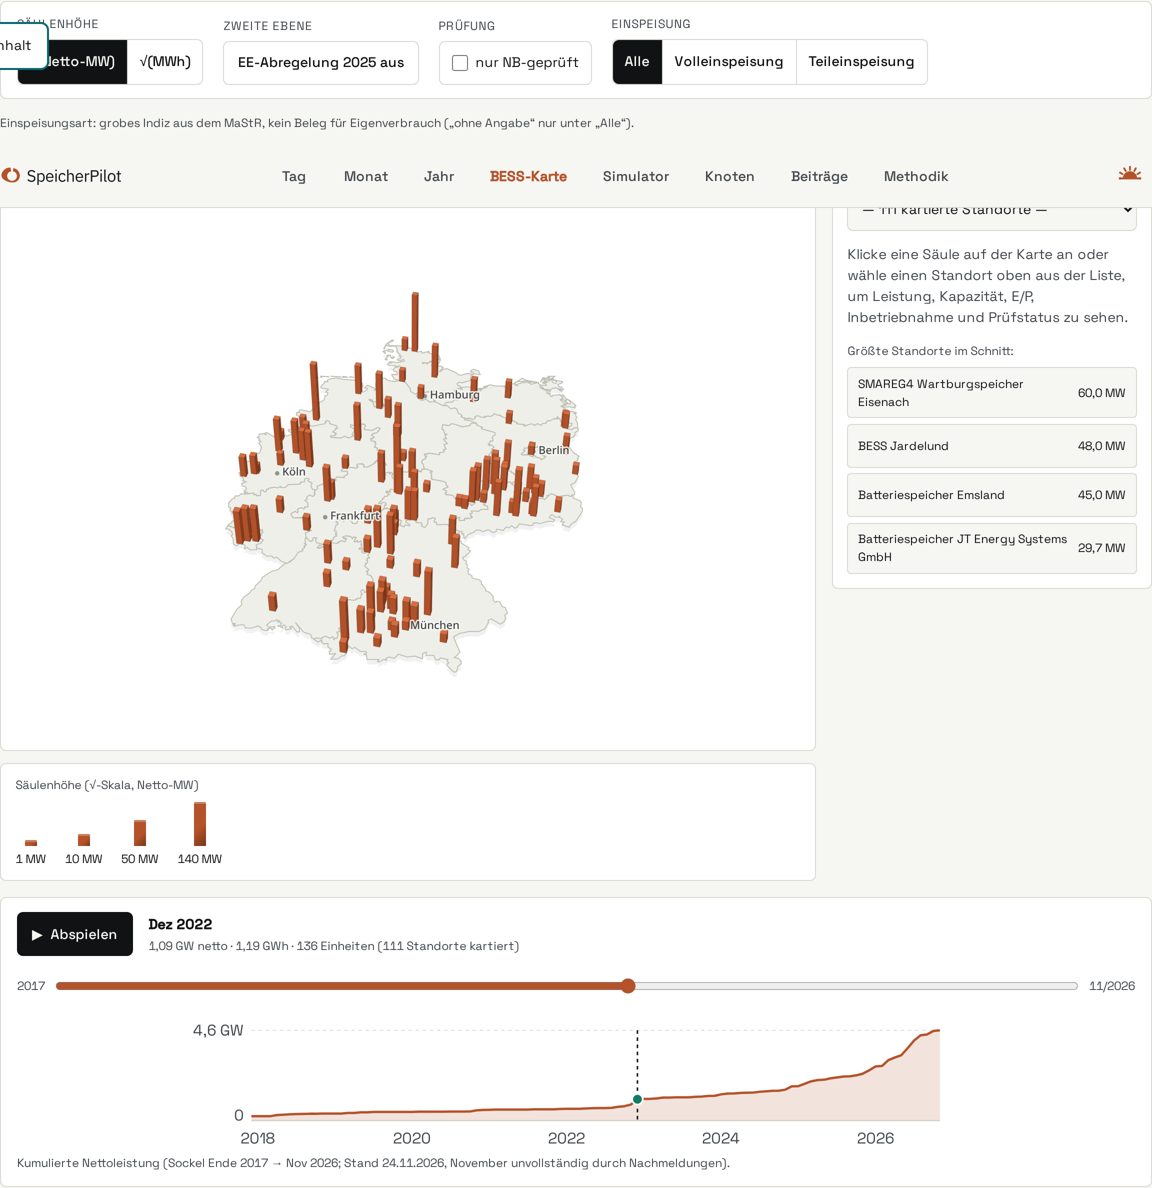 ENHÖHE
nhalt
etto-MW)
√(MWh)
ZWEITE EBENE
EE-Abregelung 2025 aus
PRÜFUNG
nur NB-geprüft
EINSPEISUNG
Alle
Volleinspeisung
Teileinspeisung
Einspeisungsart: grobes Indiz aus dem MaStR, kein Beleg für Eigenverbrauch („ohne Angabe“ nur unter „Alle“).
SpeicherPilot
Tag
Monat
Jahr
BESS-Karte
Simulator
Knoten
Beiträge
Methodik
Hamburg
Berlin
Köln
Frankfurt
München
— 111 kartierte Standorte —
Klicke eine Säule auf der Karte an oder
wähle einen Standort oben aus der Liste,
um Leistung, Kapazität, E/P,
Inbetriebnahme und Prüfstatus zu sehen.
Größte Standorte im Schnitt:
SMAREG4 Wartburgspeicher
Eisenach
60,0 MW
BESS Jardelund
48,0 MW
Batteriespeicher Emsland
45,0 MW
Batteriespeicher JT Energy Systems
GmbH
29,7 MW
Säulenhöhe (√-Skala, Netto-MW)
1 MW
10 MW
50 MW
140 MW
▶ Abspielen
Dez 2022
1,09 GW netto · 1,19 GWh · 136 Einheiten (111 Standorte kartiert)
2017
11/2026
4,6 GW
0
2018
2020
2022
2024
2026
Kumulierte Nettoleistung (Sockel Ende 2017 → Nov 2026; Stand 24.11.2026, November unvollständig durch Nachmeldungen).